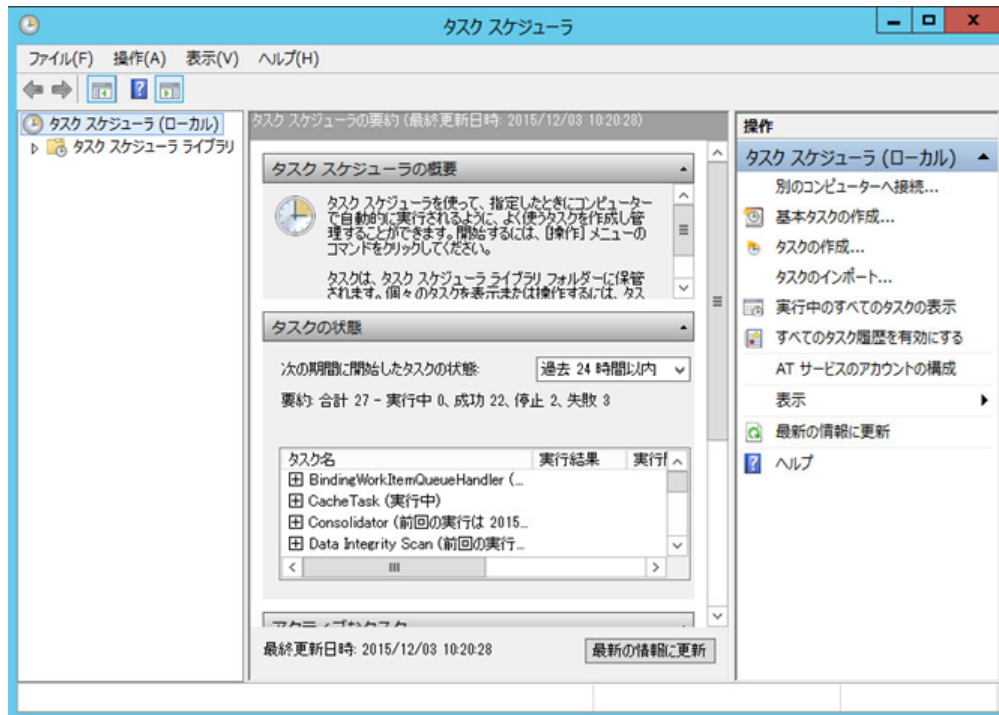 タスク スケジューラ
ファイル(F) 操作(A) 表示(V) ヘルプ(H)
タスク スケジューラ (ローカル)
タスク スケジューラ ライブラリ
タスク スケジューラの要約 (最終更新日時: 2015/12/03 10:20:28)
タスク スケジューラの概要
タスク スケジューラを使って、指定したときにコンピューター
で自動的に実行されるように、よく使うタスクを作成し管
理することができます。開始するには、[操作] メニューの
コマンドをクリックしてください。
タスクは、タスク スケジューラ ライブラリ フォルダーに保管
されます。個々のタスクを表示または操作するには、タス
タスクの状態
次の期間に開始したタスクの状態:
過去 24 時間以内
要約: 合計 27 - 実行中 0、成功 22、停止 2、失敗 3
タスク名 実行結果 実行
BindingWorkItemQueueHandler (...
CacheTask (実行中)
Consolidator (前回の実行は 2015...
Data Integrity Scan (前回の実行...
アクティブなタスク
最終更新日時: 2015/12/03 10:20:28
最新の情報に更新
操作
タスク スケジューラ (ローカル)
別のコンピューターへ接続...
基本タスクの作成...
タスクの作成...
タスクのインポート...
実行中のすべてのタスクの表示
すべてのタスク履歴を有効にする
AT サービスのアカウントの構成
表示
最新の情報に更新
ヘルプ